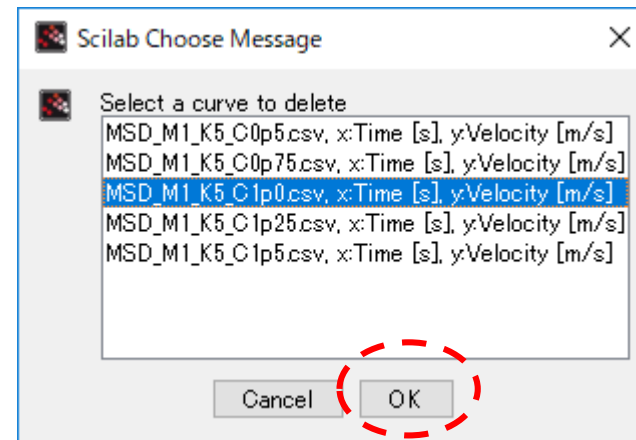 Scilab Choose Message
Select a curve to delete
MSD_M1_K5_C0p5.csv, x:Time [s], y:Velocity [m/s]
MSD_M1_K5_C0p75.csv, x:Time [s], y:Velocity [m/s]
MSD_M1_K5_C1p0.csv, x:Time [s], y:Velocity [m/s]
MSD_M1_K5_C1p25.csv, x:Time [s], y:Velocity [m/s]
MSD_M1_K5_C1p5.csv, x:Time [s], y:Velocity [m/s]
Cancel OK